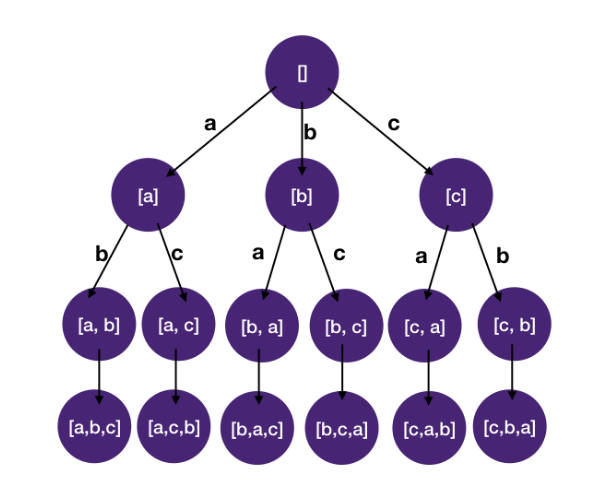 []
a
b
c
[a]
[b]
[c]
b
c
a
c
a
b
[a, b]
[a, c]
[b, a]
[b, c]
[c, a]
[c, b]
[a,b,c]
[a,c,b]
[b,a,c]
[b,c,a]
[c,a,b]
[c,b,a]